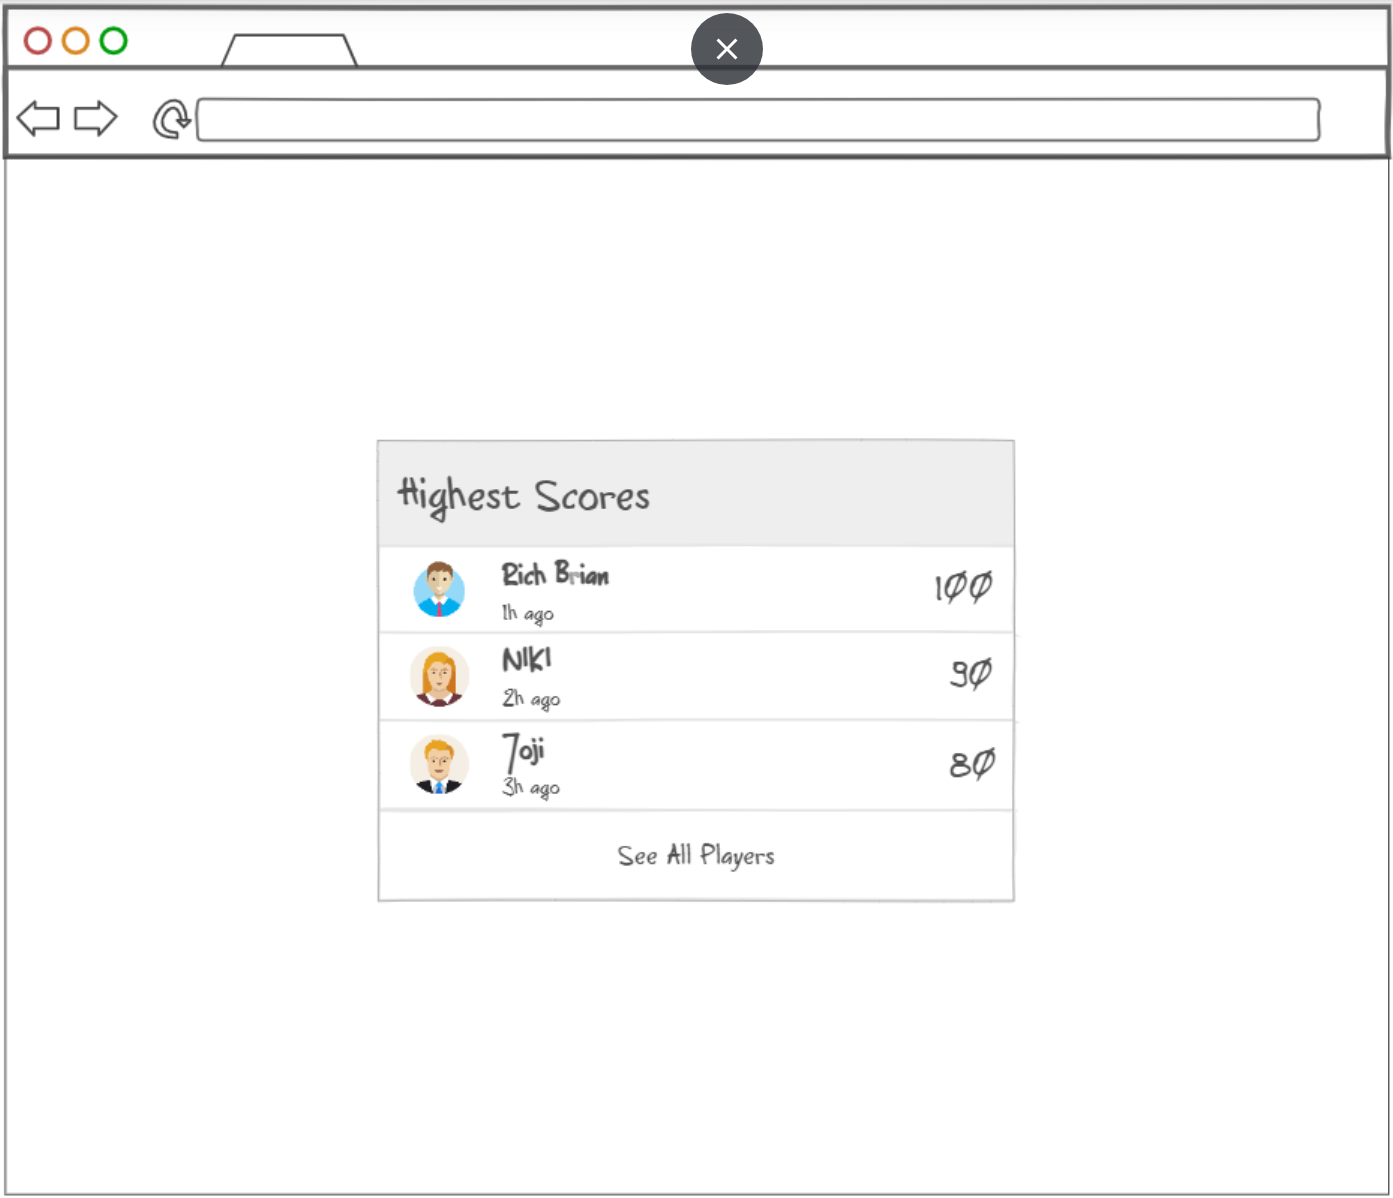 Highest Scores
Rich Brian
1h ago
100
NIKI
2h ago
90
Joji
3h ago
80
See All Players